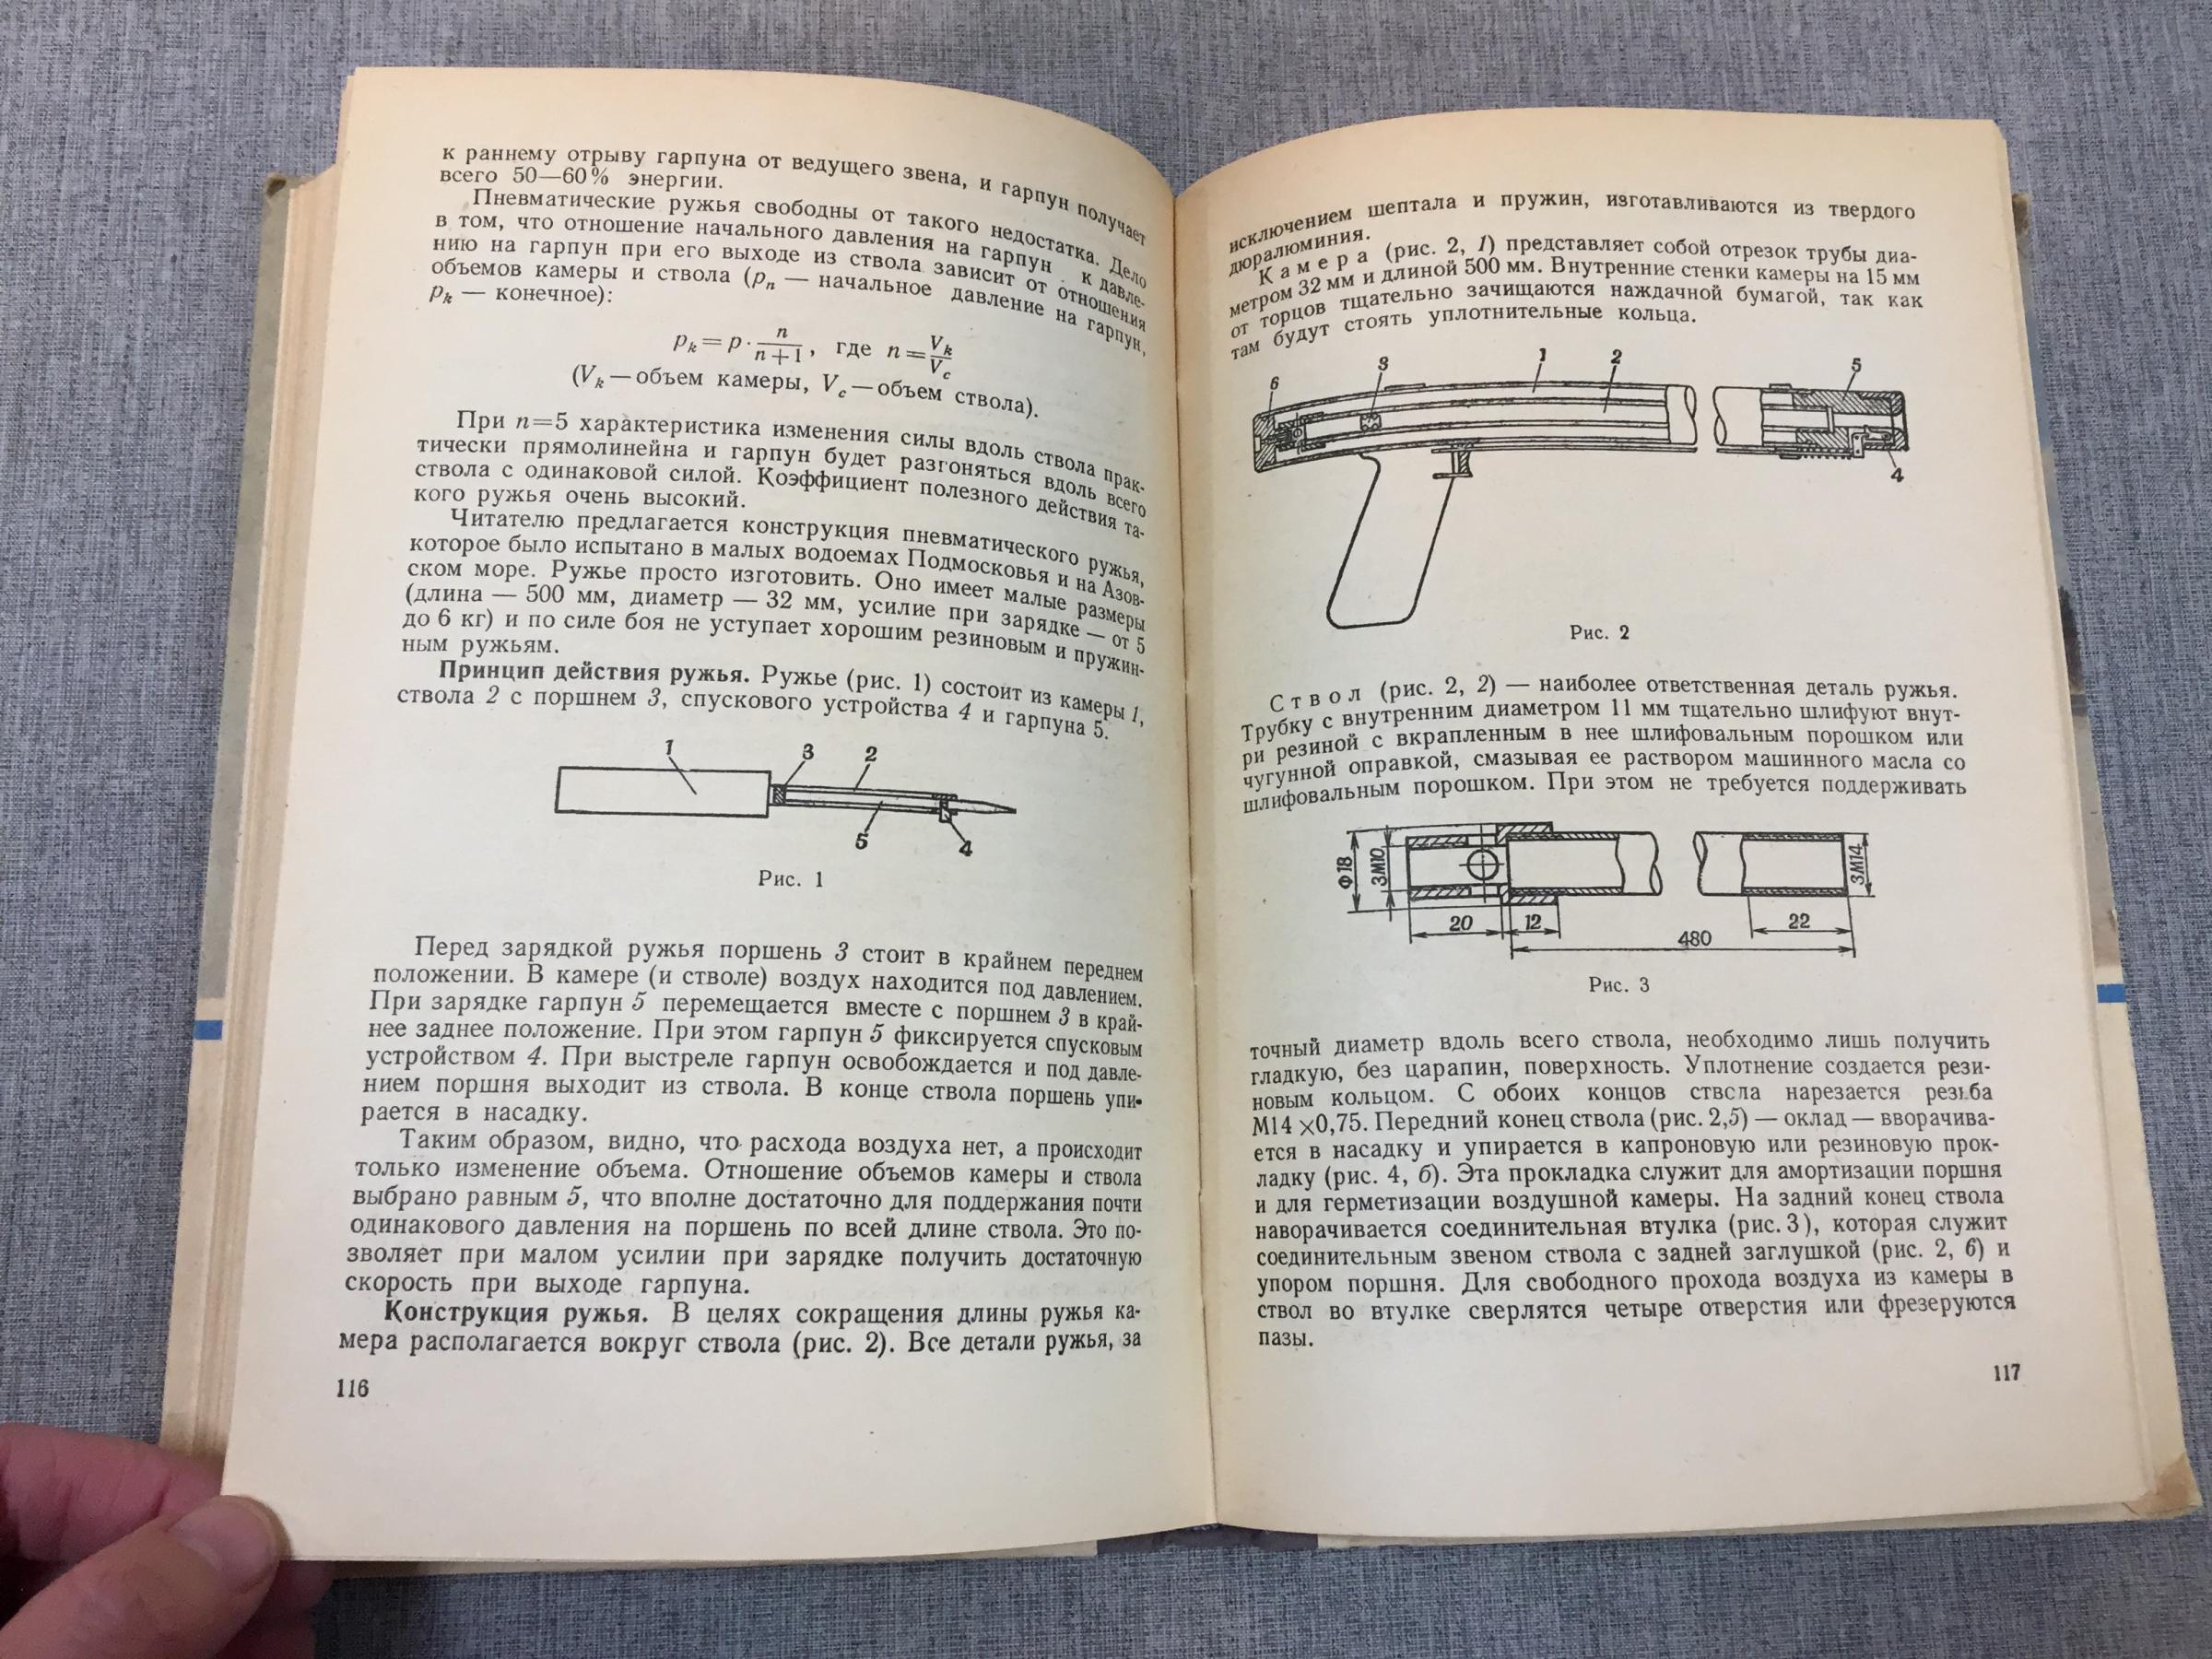 к раннему отрыву гарпуна от ведущего звена, и гарпун получает
всего 50—60% энергии.
Пневматические ружья свободны от такого недостатка. Дело
в том, что отношение начального давления на гарпун к давле-
нию на гарпун при его выходе из ствола зависит от отношения
объемов камеры и ствола (pₙ — начальное давление на гарпун,
pₖ — конечное):
pₖ = p · n/(n+1), где n = Vₖ/V_c
(Vₖ — объем камеры, V_c — объем ствола).
При n=5 характеристика изменения силы вдоль ствола прак-
тически прямолинейна и гарпун будет разгоняться вдоль всего
ствола с одинаковой силой. Коэффициент полезного действия та-
кого ружья очень высокий.
Читателю предлагается конструкция пневматического ружья,
которое было испытано в малых водоемах Подмосковья и на Азов-
ском море. Ружье просто изготовить. Оно имеет малые размеры
(длина — 500 мм, диаметр — 32 мм, усилие при зарядке — от 5
до 6 кг) и по силе боя не уступает хорошим резиновым и пружин-
ным ружьям.
Принцип действия ружья. Ружье (рис. 1) состоит из камеры 1,
ствола 2 с поршнем 3, спускового устройства 4 и гарпуна 5.
1 3 2
5 4
Рис. 1
Перед зарядкой ружья поршень 3 стоит в крайнем переднем
положении. В камере (и стволе) воздух находится под давлением.
При зарядке гарпун 5 перемещается вместе с поршнем 3 в край-
нее заднее положение. При этом гарпун 5 фиксируется спусковым
устройством 4. При выстреле гарпун освобождается и под давле-
нием поршня выходит из ствола. В конце ствола поршень упи-
рается в насадку.
Таким образом, видно, что расхода воздуха нет, а происходит
только изменение объема. Отношение объемов камеры и ствола
выбрано равным 5, что вполне достаточно для поддержания почти
одинакового давления на поршень по всей длине ствола. Это по-
зволяет при малом усилии при зарядке получить достаточную
скорость при выходе гарпуна.
Конструкция ружья. В целях сокращения длины ружья ка-
мера располагается вокруг ствола (рис. 2). Все детали ружья, за
116
исключением шептала и пружин, изготавливаются из твердого
дюралюминия.
Камера (рис. 2, 1) представляет собой отрезок трубы диа-
метром 32 мм и длиной 500 мм. Внутренние стенки камеры на 15 мм
от торцов тщательно зачищаются наждачной бумагой, так как
там будут стоять уплотнительные кольца.
6 3 1 2 5
4
Рис. 2
Ствол (рис. 2, 2) — наиболее ответственная деталь ружья.
Трубку с внутренним диаметром 11 мм тщательно шлифуют внут-
ри резиной с вкрапленным в нее шлифовальным порошком или
чугунной оправкой, смазывая ее раствором машинного масла со
шлифовальным порошком. При этом не требуется поддерживать
Ф18 3М10 3М14
20 12 22
480
Рис. 3
точный диаметр вдоль всего ствола, необходимо лишь получить
гладкую, без царапин, поверхность. Уплотнение создается рези-
новым кольцом. С обоих концов ствола нарезается резьба
М14 ×0,75. Передний конец ствола (рис. 2,5) — оклад — вворачива-
ется в насадку и упирается в капроновую или резиновую прок-
ладку (рис. 4, б). Эта прокладка служит для амортизации поршня
и для герметизации воздушной камеры. На задний конец ствола
наворачивается соединительная втулка (рис. 3), которая служит
соединительным звеном ствола с задней заглушкой (рис. 2, 6) и
упором поршня. Для свободного прохода воздуха из камеры в
ствол во втулке сверлятся четыре отверстия или фрезеруются
пазы.
117